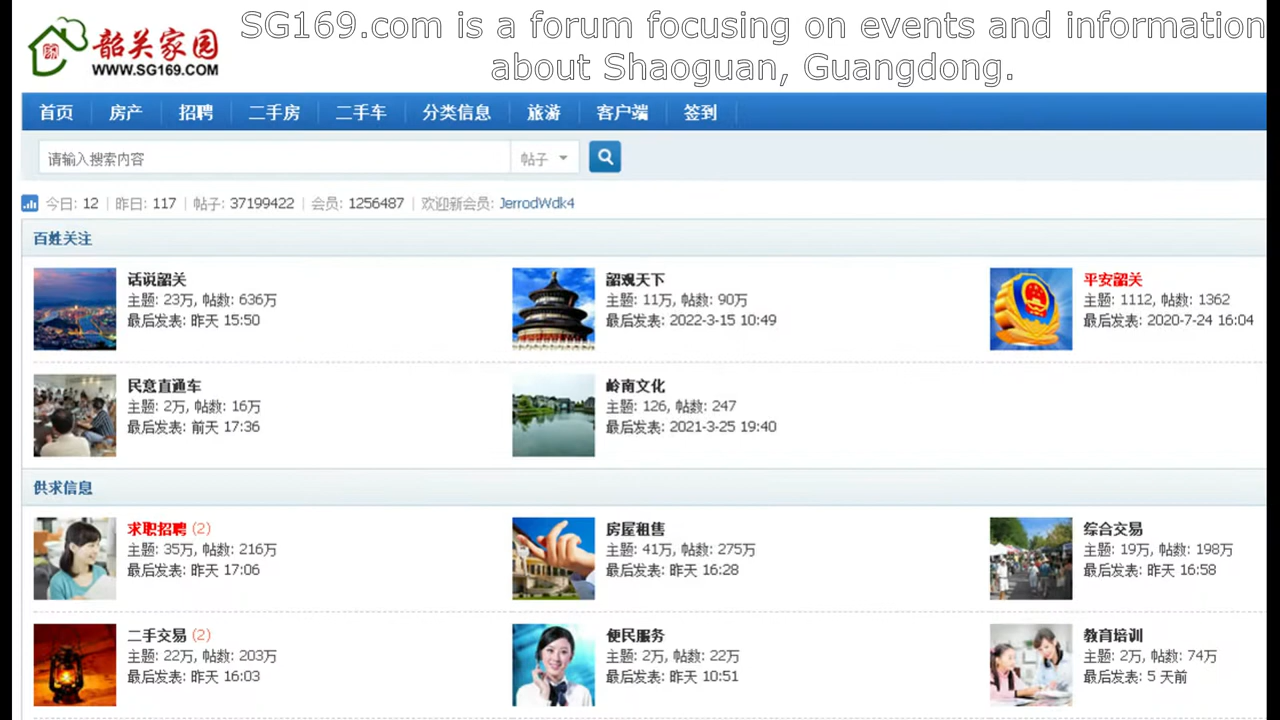 SG169.com is a forum focusing on events and information
about Shaoguan, Guangdong.
韶关家园
WWW.SG169.COM
首页 房产 招聘 二手房 二手车 分类信息 旅游 客户端 签到
请输入搜索内容 帖子
今日: 12 | 昨日: 117 | 帖子: 37199422 | 会员: 1256487 | 欢迎新会员: JerrodWdk4
百姓关注
话说韶关
主题: 23万, 帖数: 636万
最后发表: 昨天 15:50
韶观天下
主题: 11万, 帖数: 90万
最后发表: 2022-3-15 10:49
平安韶关
主题: 1112, 帖数: 1362
最后发表: 2020-7-24 16:04
民意直通车
主题: 2万, 帖数: 16万
最后发表: 前天 17:36
岭南文化
主题: 126, 帖数: 247
最后发表: 2021-3-25 19:40
供求信息
求职招聘 (2)
主题: 35万, 帖数: 216万
最后发表: 昨天 17:06
房屋租售
主题: 41万, 帖数: 275万
最后发表: 昨天 16:28
综合交易
主题: 19万, 帖数: 198万
最后发表: 昨天 16:58
二手交易 (2)
主题: 22万, 帖数: 203万
最后发表: 昨天 16:03
便民服务
主题: 2万, 帖数: 22万
最后发表: 昨天 10:51
教育培训
主题: 2万, 帖数: 74万
最后发表: 5 天前